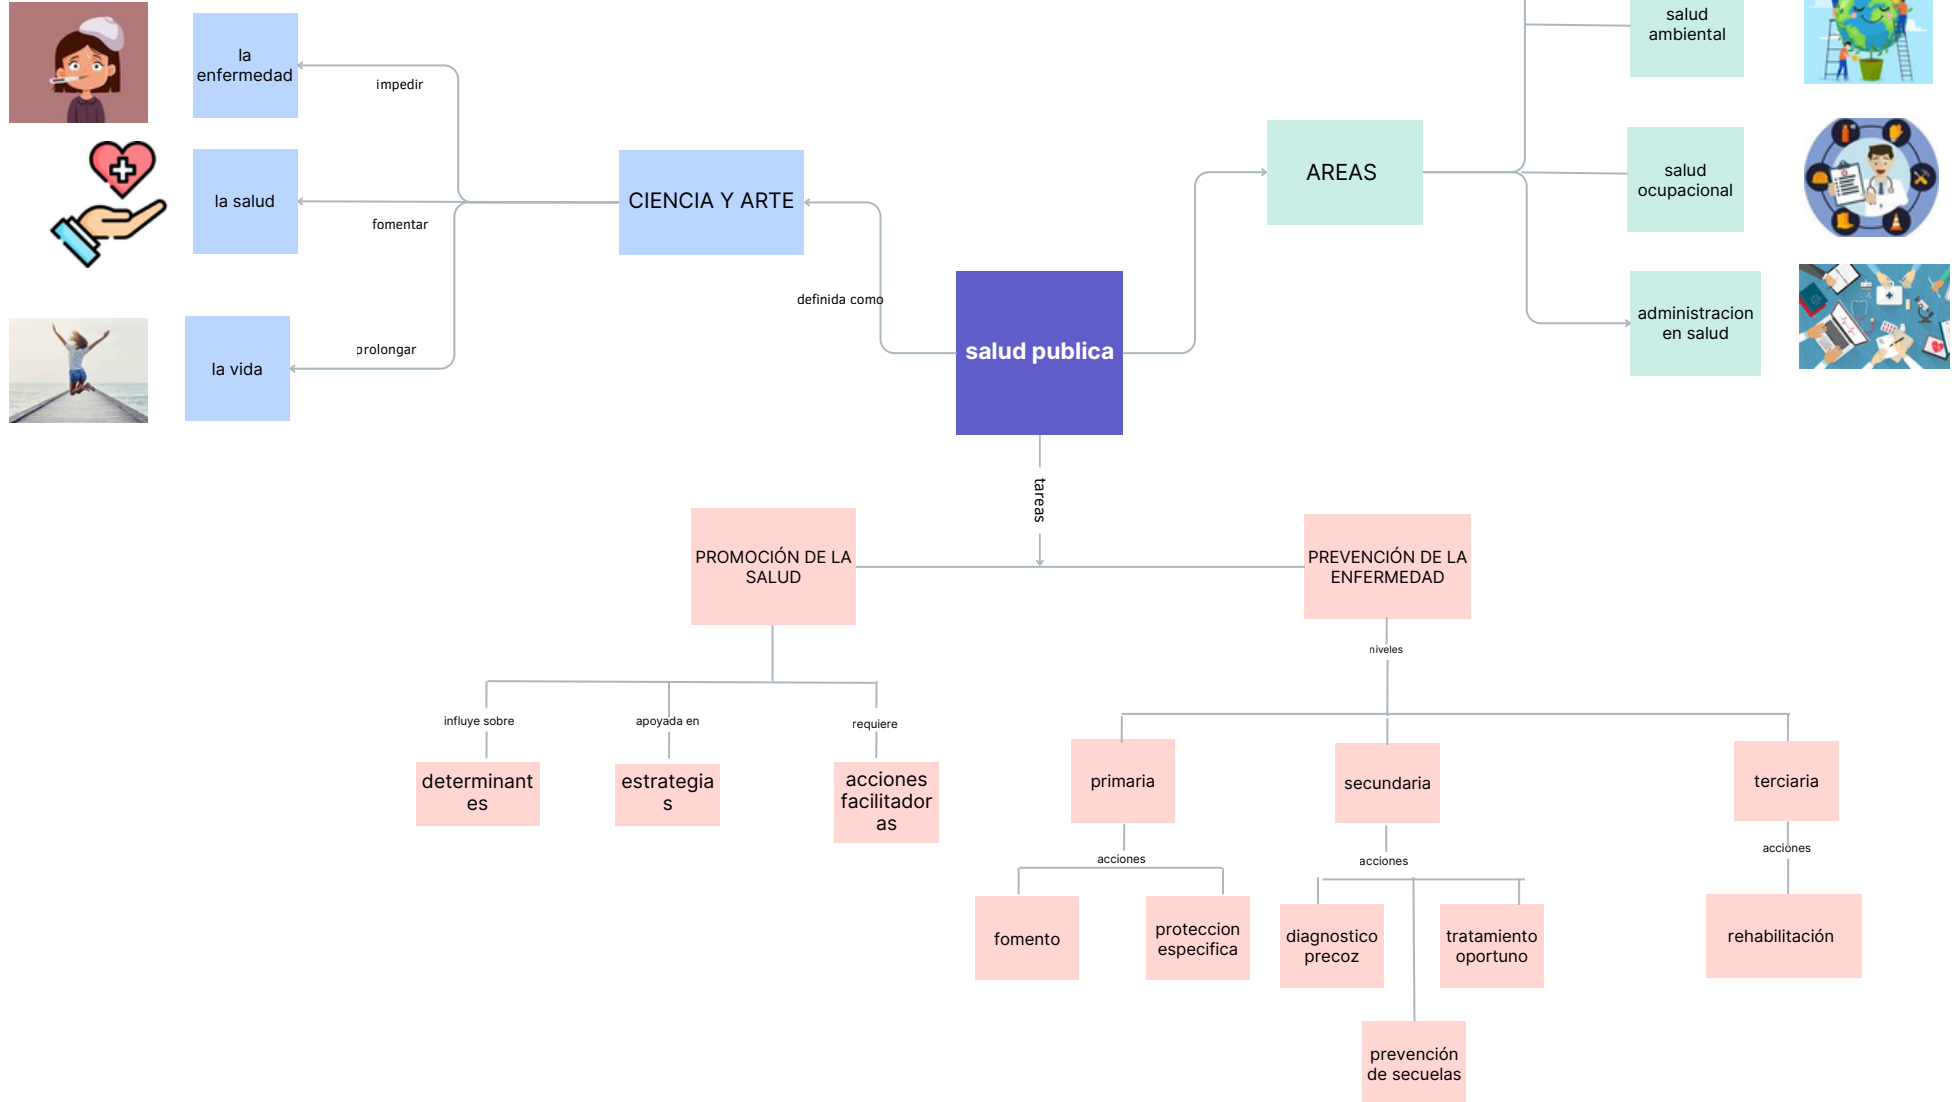 salud
ambiental
la
enfermedad
impedir
la salud
fomentar
la vida
prolongar
CIENCIA Y ARTE
definida como
salud publica
AREAS
salud
ocupacional
administracion
en salud
tareas
PROMOCIÓN DE LA
SALUD
PREVENCIÓN DE LA
ENFERMEDAD
niveles
influye sobre
apoyada en
requiere
determinant
es
estrategia
s
acciones
facilitador
as
primaria
secundaria
terciaria
acciones
acciones
acciones
fomento
proteccion
especifica
diagnostico
precoz
tratamiento
oportuno
rehabilitación
prevención
de secuelas